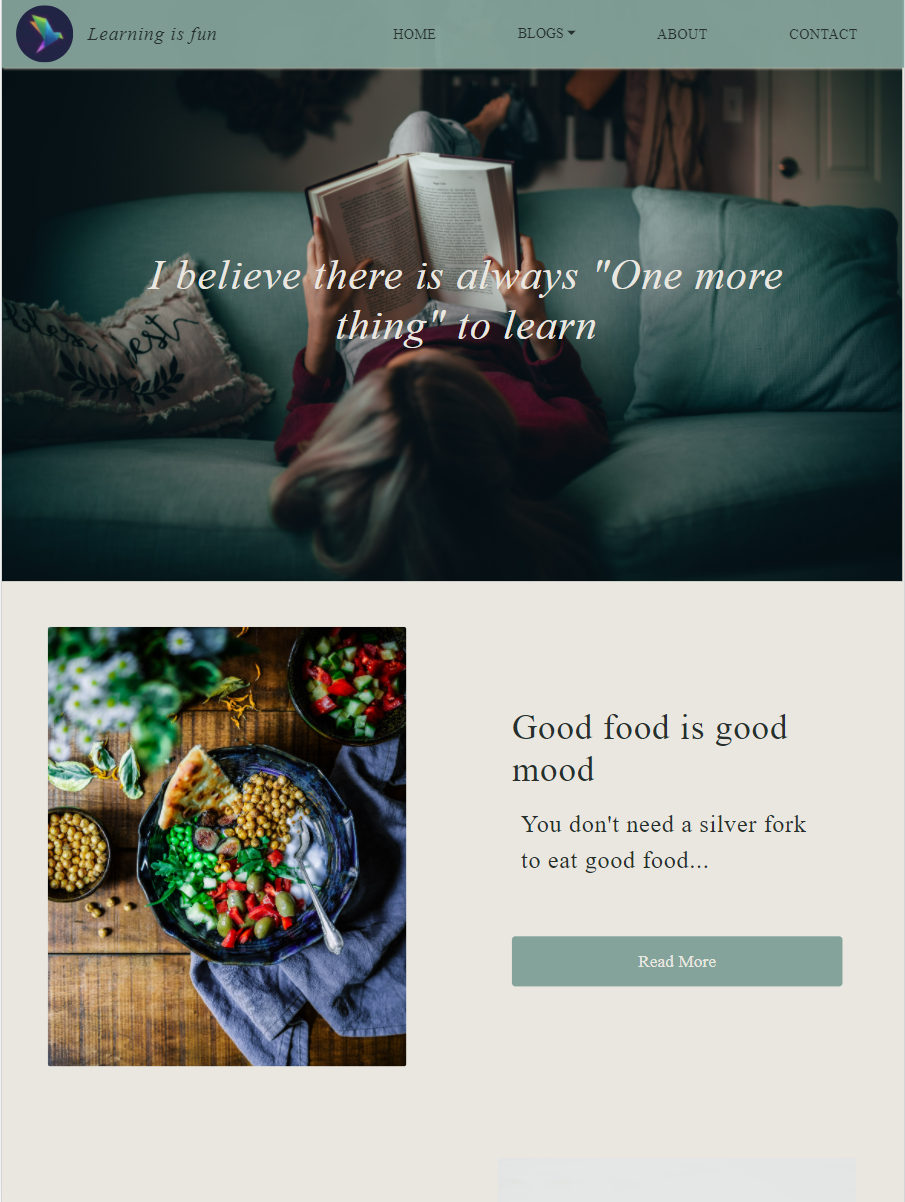 Learning is fun
HOME
BLOGS
ABOUT
CONTACT
I believe there is always "One more
thing" to learn
Good food is good
mood
You don't need a silver fork
to eat good food...
Read More